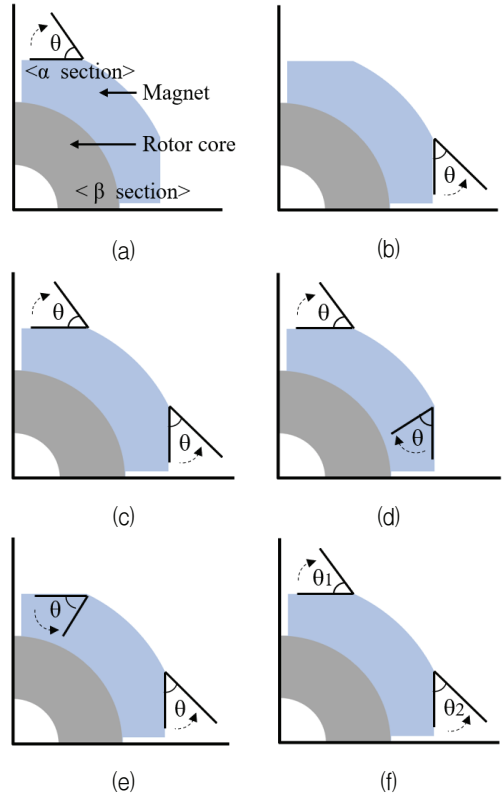 θ
<α section>
Magnet
Rotor core
<β section>
(a)
θ
(b)
θ
θ
(c)
θ
θ
(d)
θ
θ
(e)
θ1
θ2
(f)